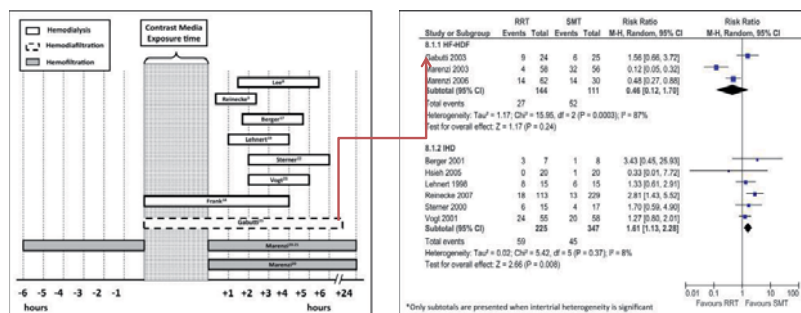 Contrast Media
Exposure time
Hemodialysis
Hemodiafiltration
Hemofiltration
Lee
Reinecke
Berger
Lehnert
Sterner
Vogt
Frank
Gabutti
Marenzi
Marenzi
-6 -5 -4 -3 -2 -1 +1 +2 +3 +4 +5 +6 +24
hours hours
RRT SMT Risk Ratio Risk Ratio
Study or Subgroup Events Total Events Total M-H, Random, 95% CI M-H, Random, 95% CI
8.1.1 HF-HDF
Gabutti 2003 9 24 6 25 1.56 [0.66, 3.72]
Marenzi 2003 4 56 32 56 0.12 [0.05, 0.32]
Marenzi 2006 14 62 14 30 0.48 [0.27, 0.88]
Subtotal (95% CI) 144 111 0.46 [0.12, 1.70]
Total events 27 52
Heterogeneity: Tau² = 1.17; Chi² = 15.95, df = 2 (P = 0.0003); I² = 87%
Test for overall effect: Z = 1.17 (P = 0.24)
8.1.2 IHD
Berger 2001 3 7 1 8 3.43 [0.45, 25.93]
Hsieh 2005 0 20 1 20 0.33 [0.01, 7.72]
Lehnert 1998 8 15 6 15 1.33 [0.61, 2.91]
Reinecke 2007 18 113 13 229 2.81 [1.43, 5.52]
Sterner 2000 6 15 4 17 1.70 [0.59, 4.90]
Vogt 2001 24 55 20 58 1.27 [0.80, 2.01]
Subtotal (95% CI) 225 347 1.61 [1.13, 2.28]
Total events 59 45
Heterogeneity: Tau² = 0.02; Chi² = 5.42, df = 5 (P = 0.37); I² = 8%
Test for overall effect: Z = 2.66 (P = 0.008)
0.01 0.1 1 10 100
Favours RRT Favours SMT
*Only subtotals are presented when intertrial heterogeneity is significant